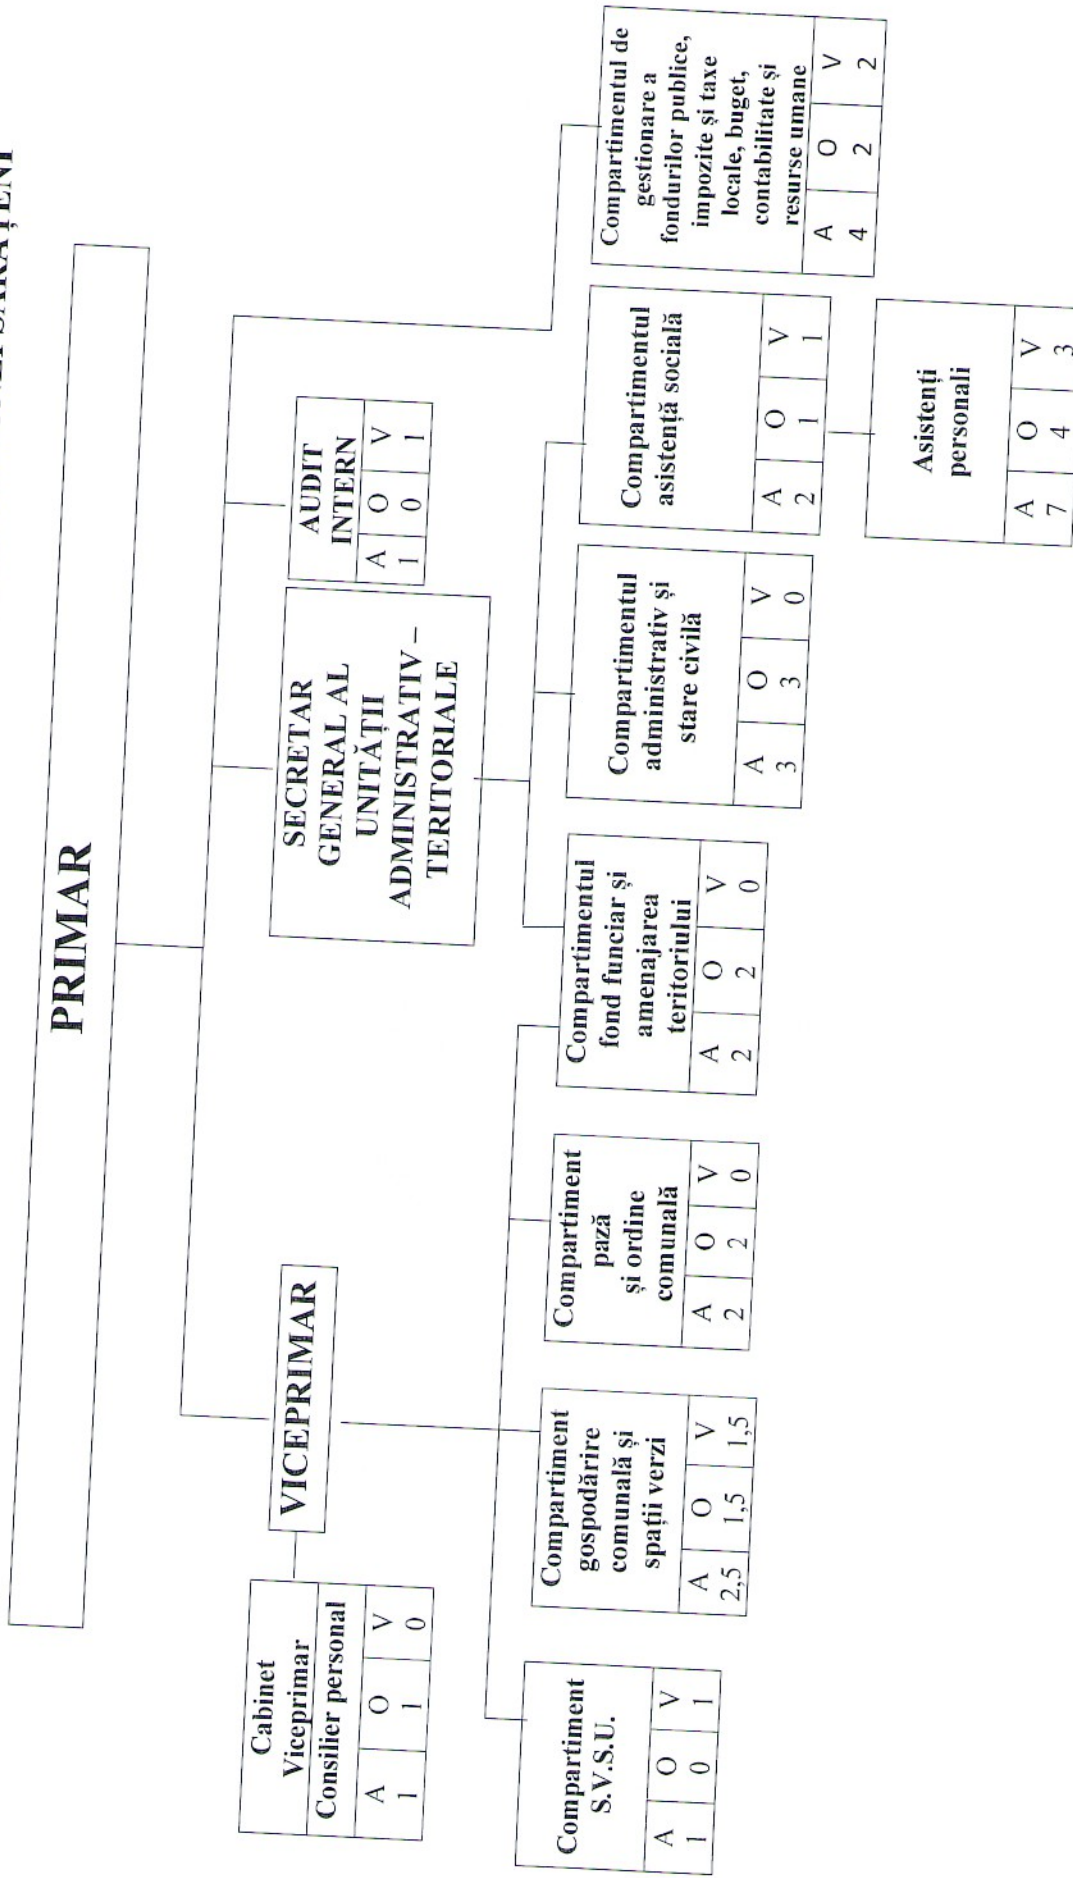 SĂRĂȚENI
PRIMAR
Cabinet
Viceprimar
Consilier personal
A O V
1 1 0
VICEPRIMAR
SECRETAR
GENERAL AL
UNITĂȚII
ADMINISTRATIV –
TERITORIALE
AUDIT
INTERN
A O V
1 0 1
Compartiment
S.V.S.U.
A O V
1 0 1
Compartiment
gospodărire
comunală și
spații verzi
A O V
2,5 1,5 1,5
Compartiment
pază
și ordine
comunală
A O V
2 2 0
Compartimentul
fond funciar și
amenajarea
teritoriului
A O V
2 2 0
Compartimentul
administrativ și
stare civilă
A O V
3 3 0
Compartimentul
asistență socială
A O V
2 1 1
Compartimentul de
gestionare a
fondurilor publice,
impozite și taxe
locale, buget,
contabilitate și
resurse umane
A O V
4 2 2
Asistenți
personali
A O V
7 4 3